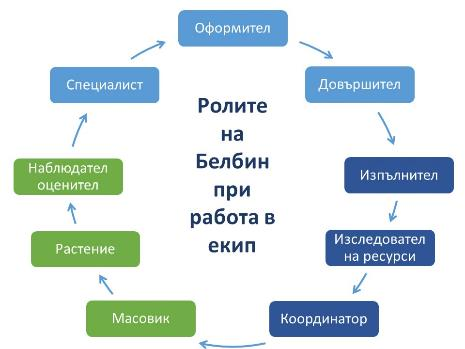 Оформител
Довършител
Изпълнител
Изследовател
на ресурси
Координатор
Масовик
Растение
Наблюдател
оценител
Специалист
Ролите
на
Белбин
при
работа в
екип